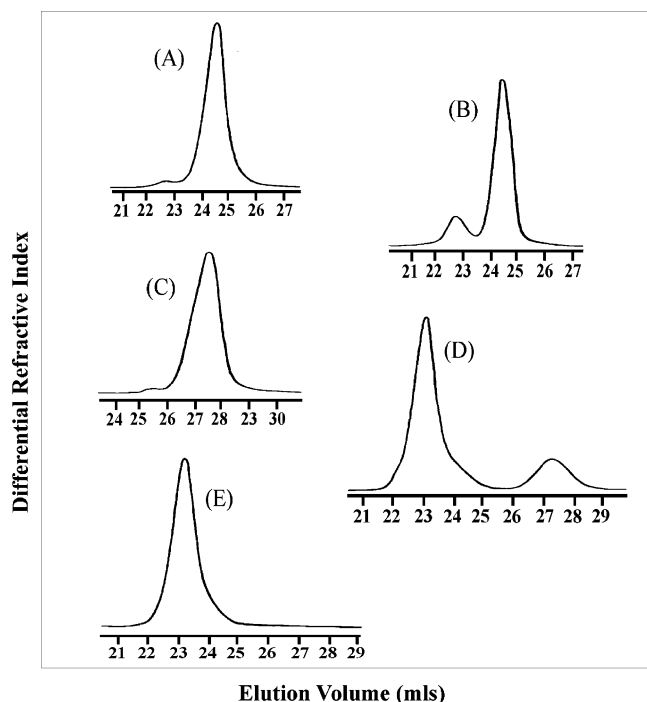 (A)
21 22 23 24 25 26 27
(B)
21 22 23 24 25 26 27
(C)
24 25 26 27 28 23 30
(D)
21 22 23 24 25 26 27 28 29
(E)
21 22 23 24 25 26 27 28 29
Differential Refractive Index
Elution Volume (mls)